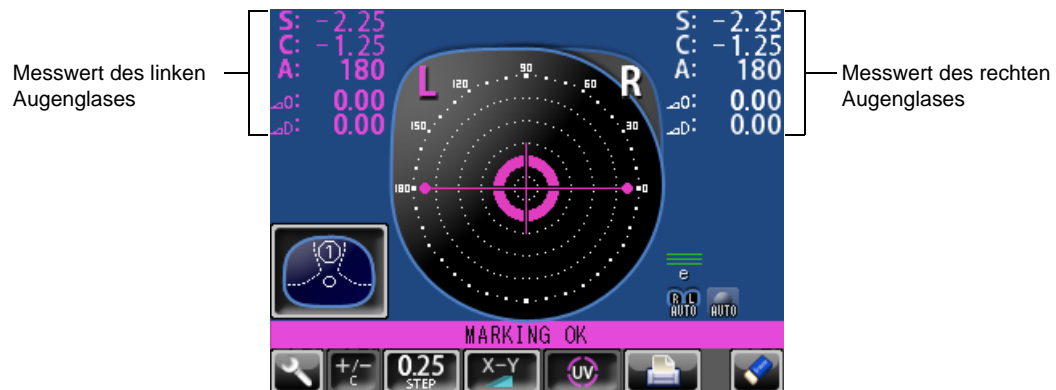 Messwert des linken
Augenglases
S: -2.25
C: -1.25
A: 180
⊿O: 0.00
⊿D: 0.00
S: -2.25
C: -1.25
A: 180
⊿O: 0.00
⊿D: 0.00
Messwert des rechten
Augenglases
L
R
90
120
60
150
30
180
0
1
e
R L
AUTO
AUTO
MARKING OK
+/-
C
0.25
STEP
X-Y
UV